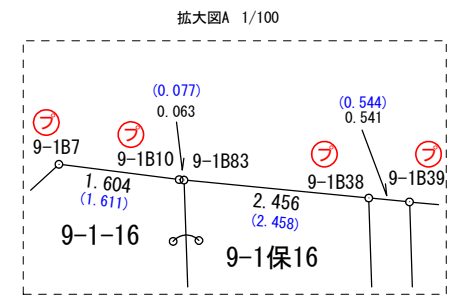 拡大図A 1/100
(0.077)
0.063
(0.544)
0.541
プ
9-1B7
プ
9-1B10
9-1B83
プ
9-1B38
プ
9-1B39
1.604
(1.611)
2.456
(2.458)
9-1-16
9-1保16